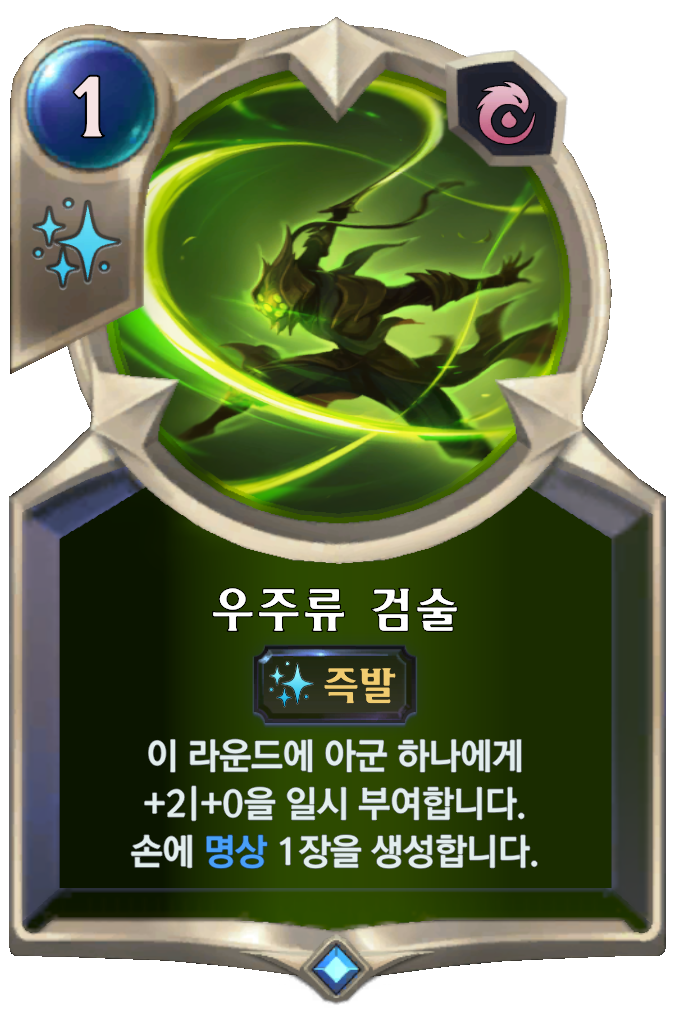 1
우주류 검술
즉발
이 라운드에 아군 하나에게
+2|+0을 일시 부여합니다.
손에 명상 1장을 생성합니다.